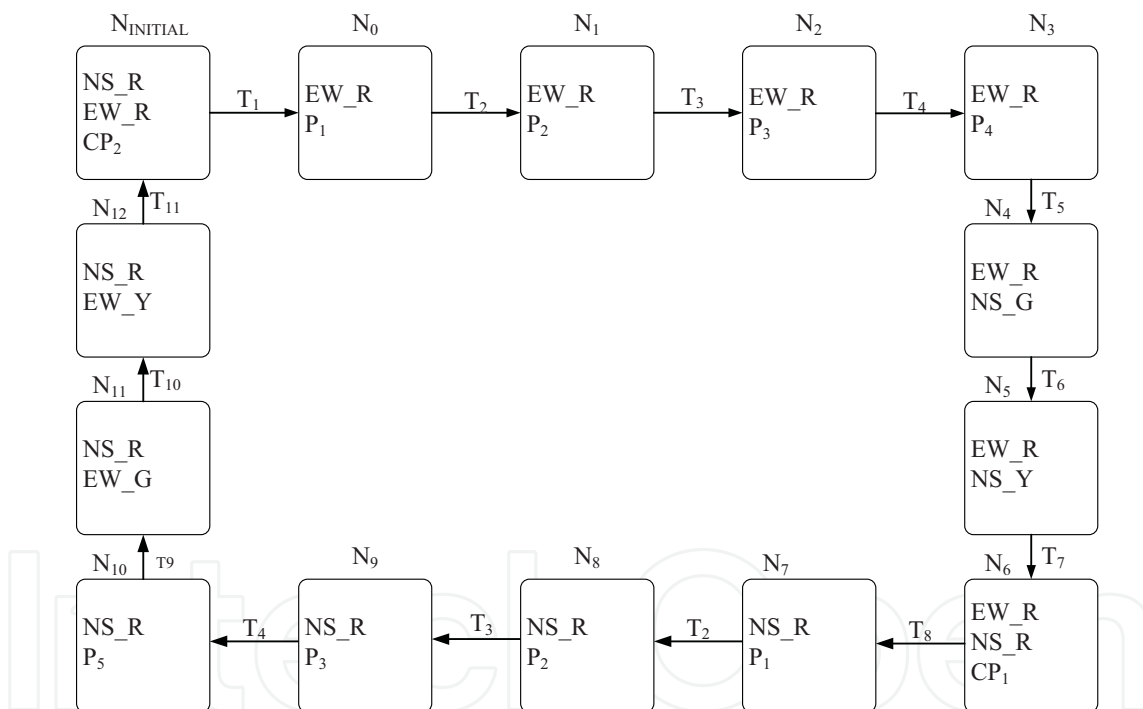 N_INITIAL
NS_R
EW_R
CP₂
T₁
N₀
EW_R
P₁
T₂
N₁
EW_R
P₂
T₃
N₂
EW_R
P₃
T₄
N₃
EW_R
P₄
T₅
N₄
EW_R
NS_G
T₆
N₅
EW_R
NS_Y
T₇
N₆
EW_R
NS_R
CP₁
T₈
N₇
NS_R
P₁
T₂
N₈
NS_R
P₂
T₃
N₉
NS_R
P₃
T₄
N₁₀
NS_R
P₅
T9
N₁₁
NS_R
EW_G
T₁₀
N₁₂
NS_R
EW_Y
T₁₁